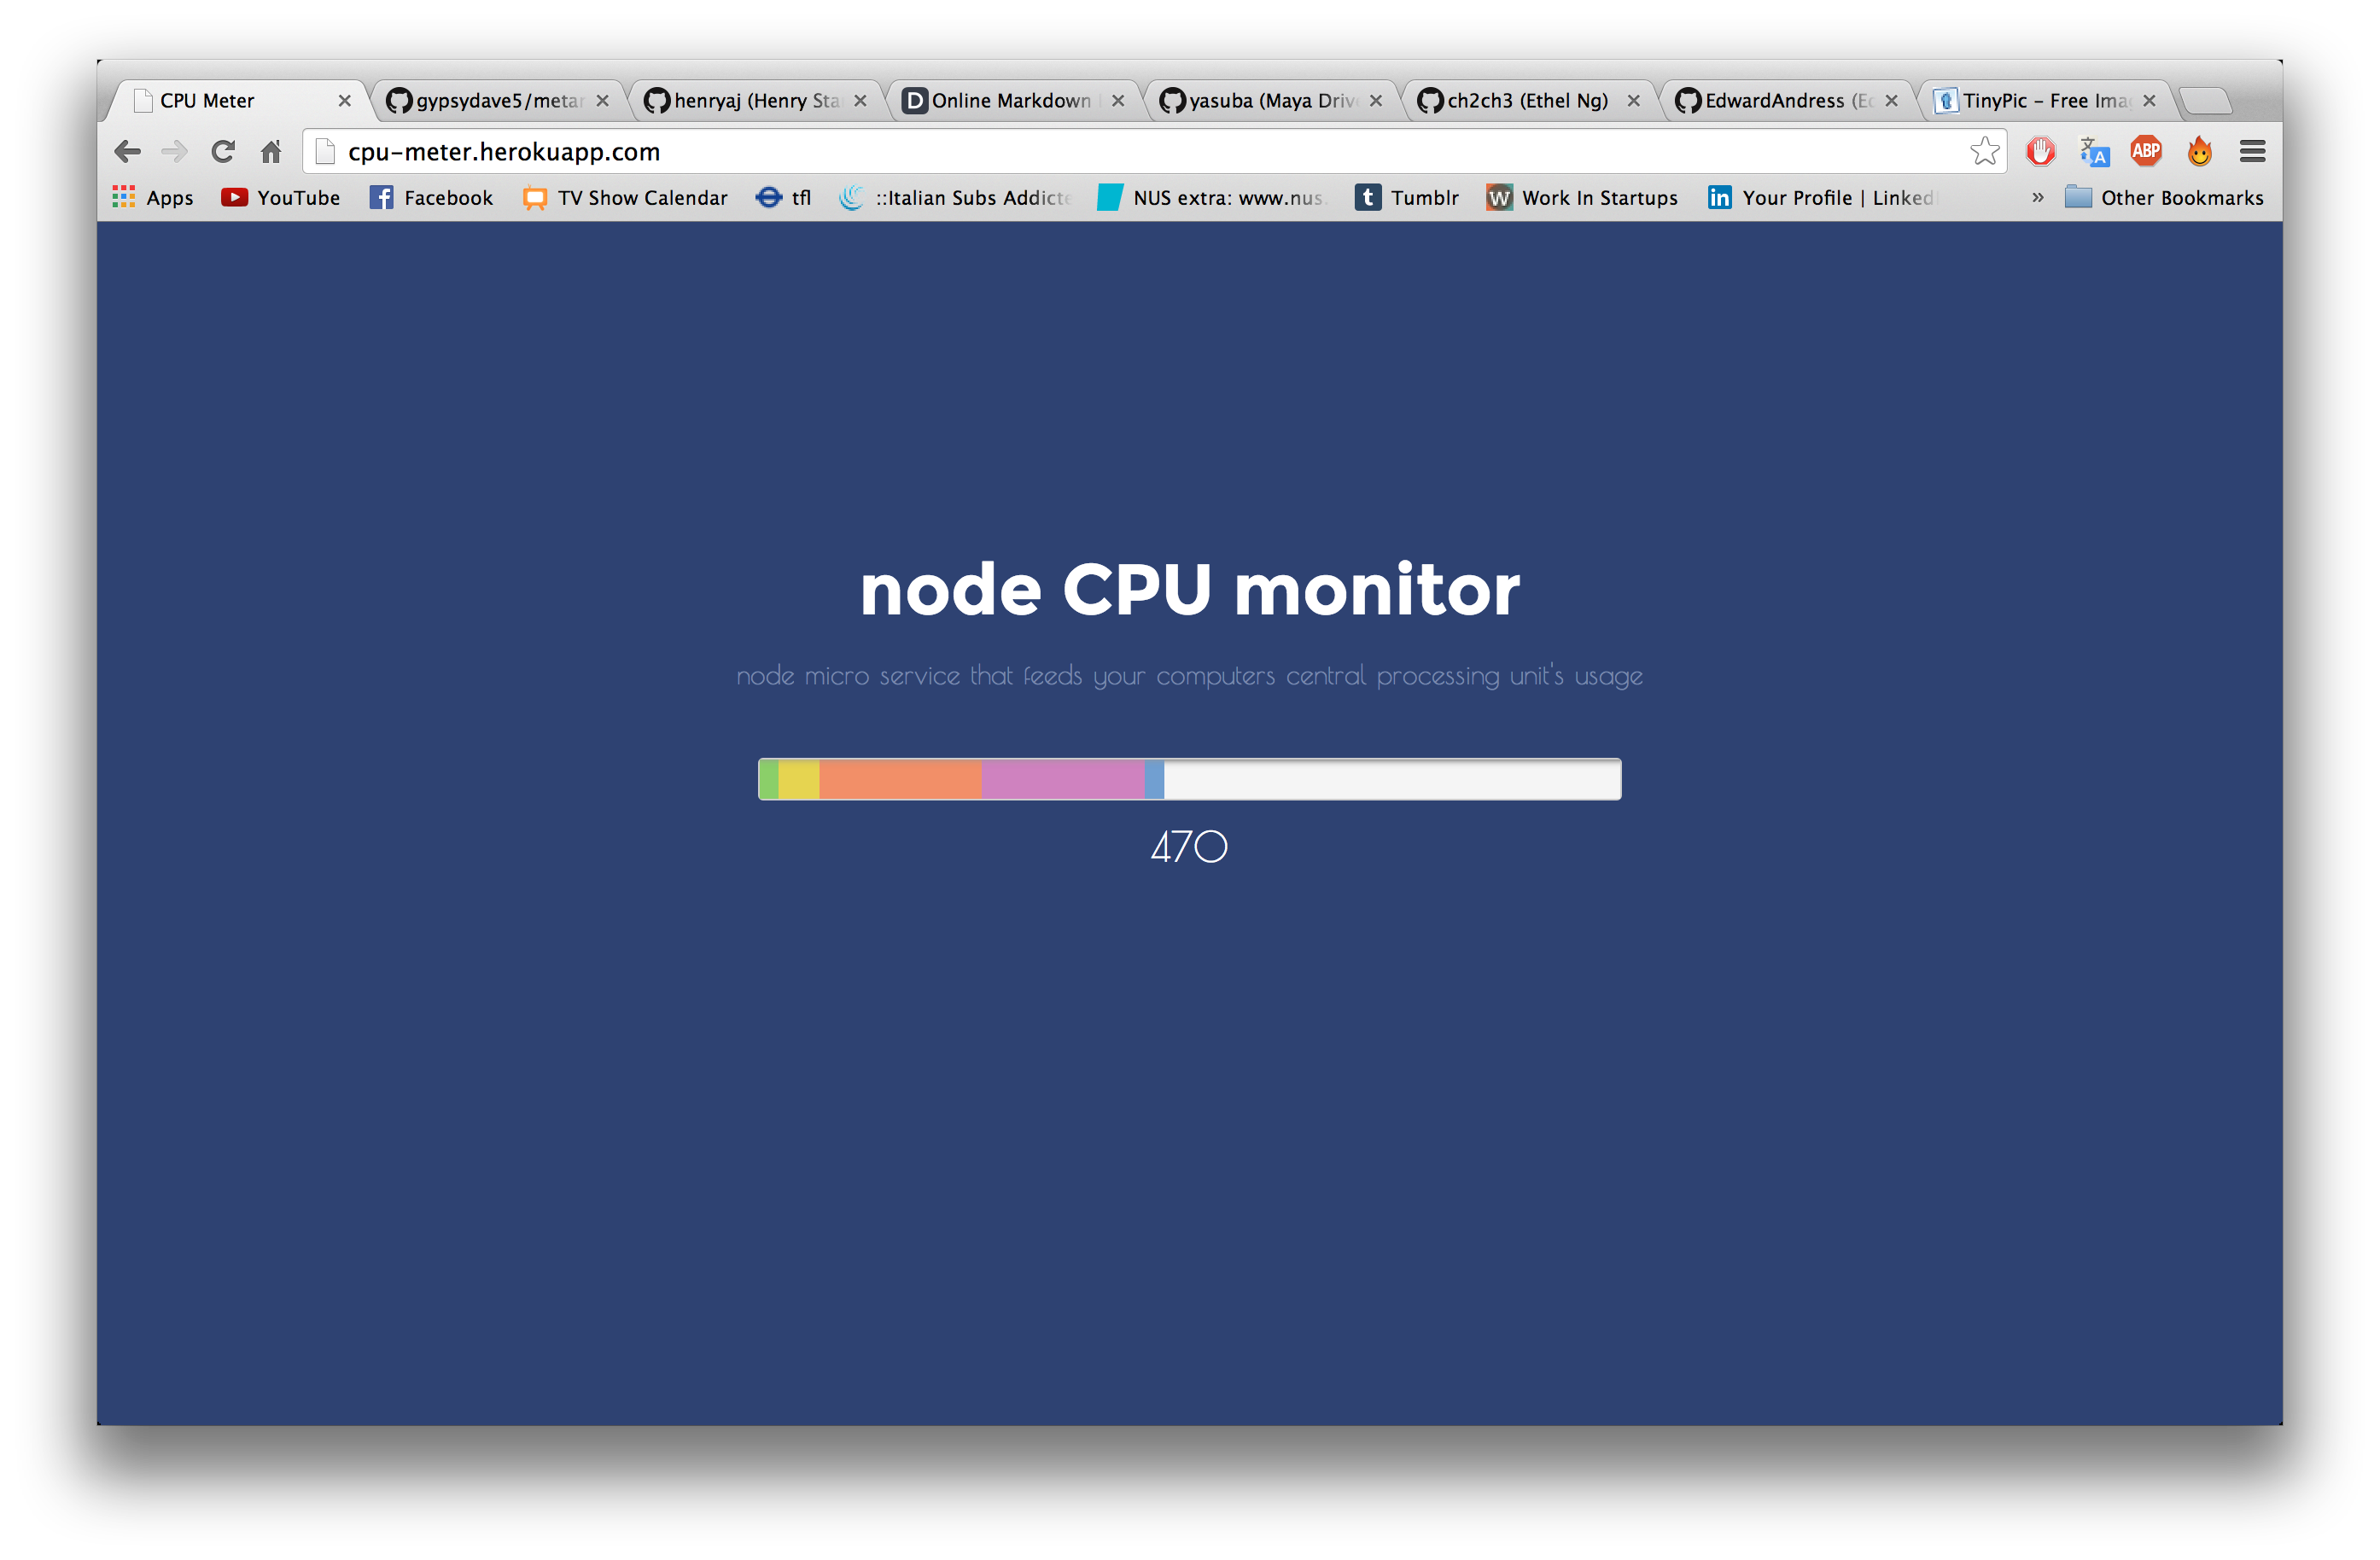 CPU Meter gypsydave5/metar henryaj (Henry Sta Online Markdown yasuba (Maya Driv ch2ch3 (Ethel Ng) EdwardAndress (Ed TinyPic – Free Imag
cpu-meter.herokuapp.com ABP
Apps YouTube Facebook TV Show Calendar tfl ::Italian Subs Addicte NUS extra: www.nus. Tumblr Work In Startups Your Profile | Linked » Other Bookmarks
node CPU monitor
node micro service that feeds your computers central processing unit's usage
470